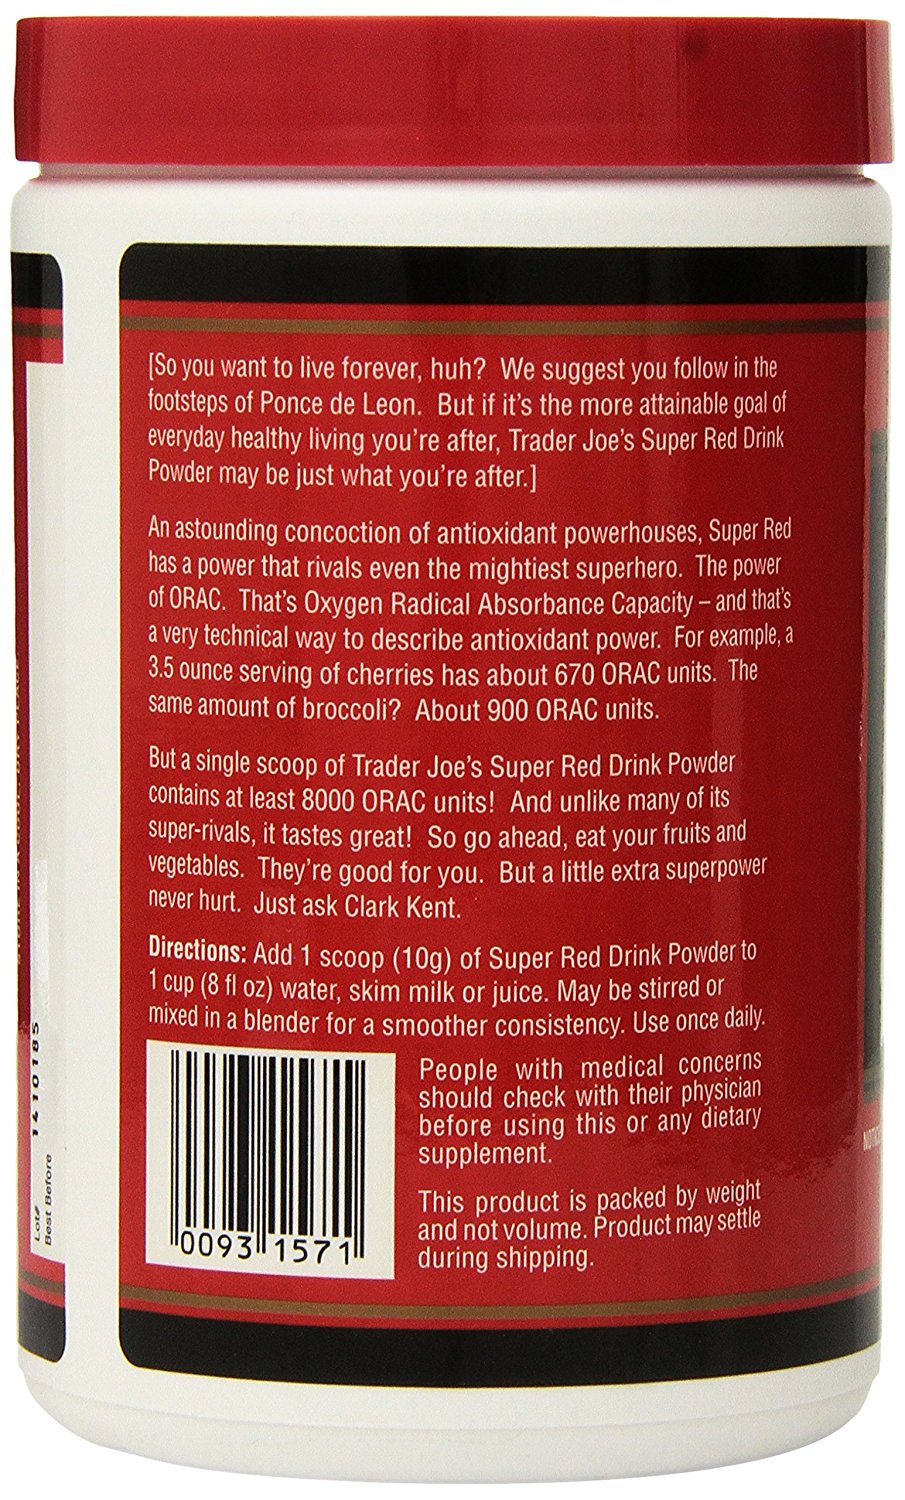 [So you want to live forever, huh? We suggest you follow in the
footsteps of Ponce de Leon. But if it's the more attainable goal of
everyday healthy living you're after, Trader Joe's Super Red Drink
Powder may be just what you're after.]
An astounding concoction of antioxidant powerhouses, Super Red
has a power that rivals even the mightiest superhero. The power
of ORAC. That's Oxygen Radical Absorbance Capacity – and that's
a very technical way to describe antioxidant power. For example, a
3.5 ounce serving of cherries has about 670 ORAC units. The
same amount of broccoli? About 900 ORAC units.
But a single scoop of Trader Joe's Super Red Drink Powder
contains at least 8000 ORAC units! And unlike many of its
super-rivals, it tastes great! So go ahead, eat your fruits and
vegetables. They're good for you. But a little extra superpower
never hurt. Just ask Clark Kent.
Directions: Add 1 scoop (10g) of Super Red Drink Powder to
1 cup (8 fl oz) water, skim milk or juice. May be stirred or
mixed in a blender for a smoother consistency. Use once daily.
People with medical concerns
should check with their physician
before using this or any dietary
supplement.
This product is packed by weight
and not volume. Product may settle
during shipping.
0093 1571
Lot#
Best Before
1410185